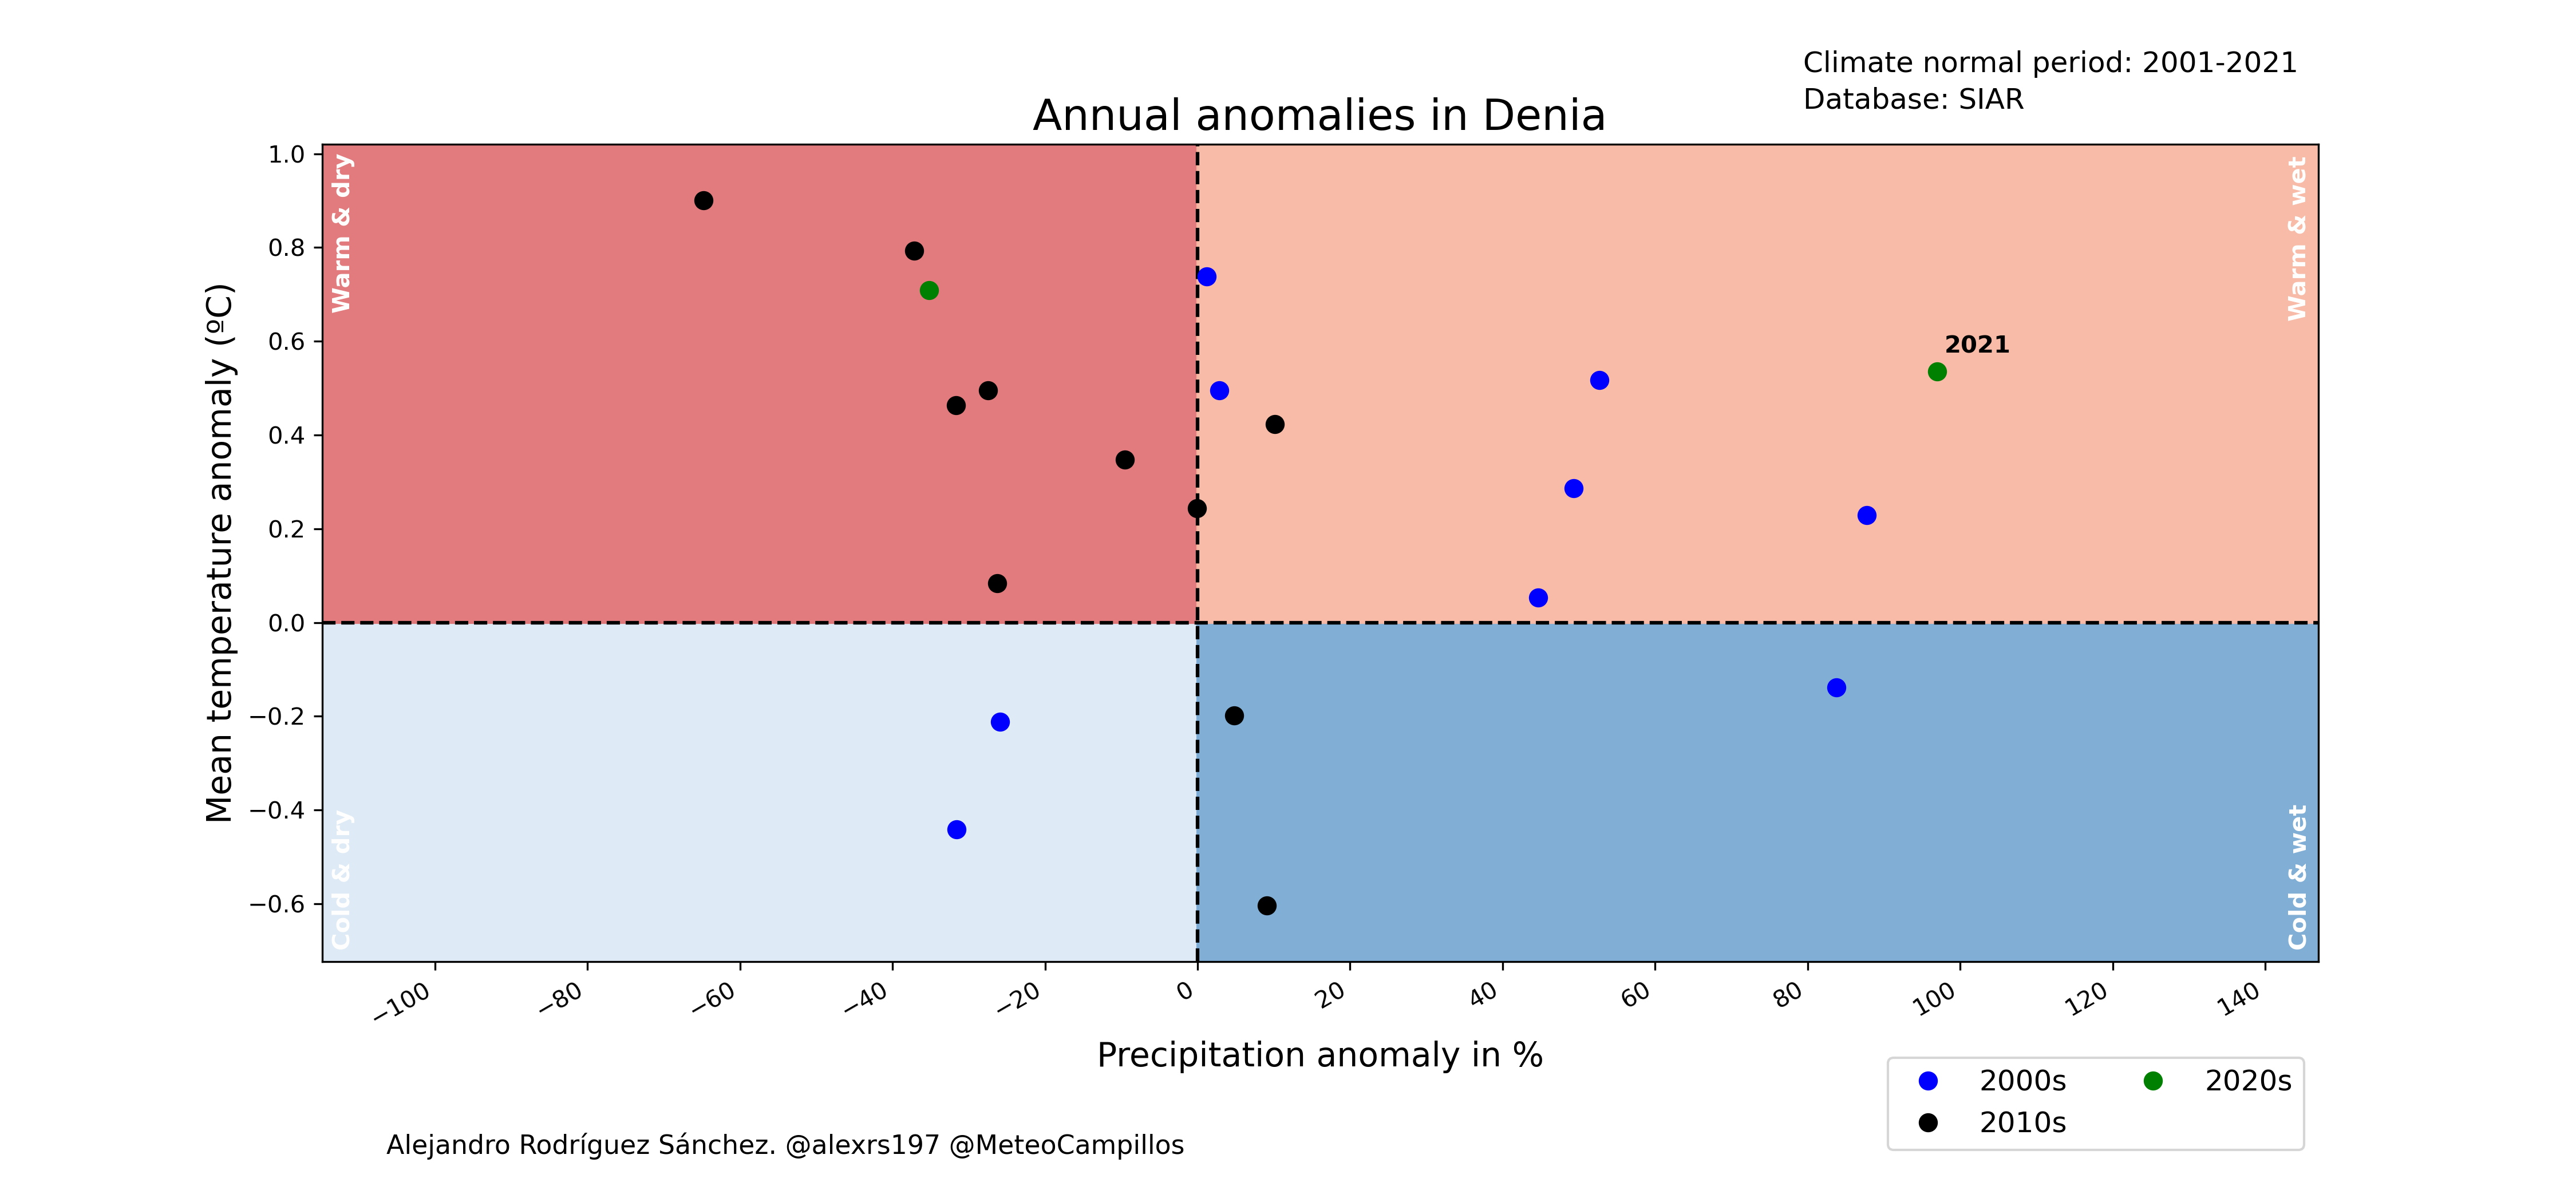 Climate normal period: 2001-2021
Database: SIAR
Annual anomalies in Denia
Warm & dry
Warm & wet
Cold & dry
Cold & wet
2021
Mean temperature anomaly (ºC)
1.0
0.8
0.6
0.4
0.2
0.0
−0.2
−0.4
−0.6
−100
−80
−60
−40
−20
0
20
40
60
80
100
120
140
Precipitation anomaly in %
2000s
2010s
2020s
Alejandro Rodríguez Sánchez. @alexrs197 @MeteoCampillos